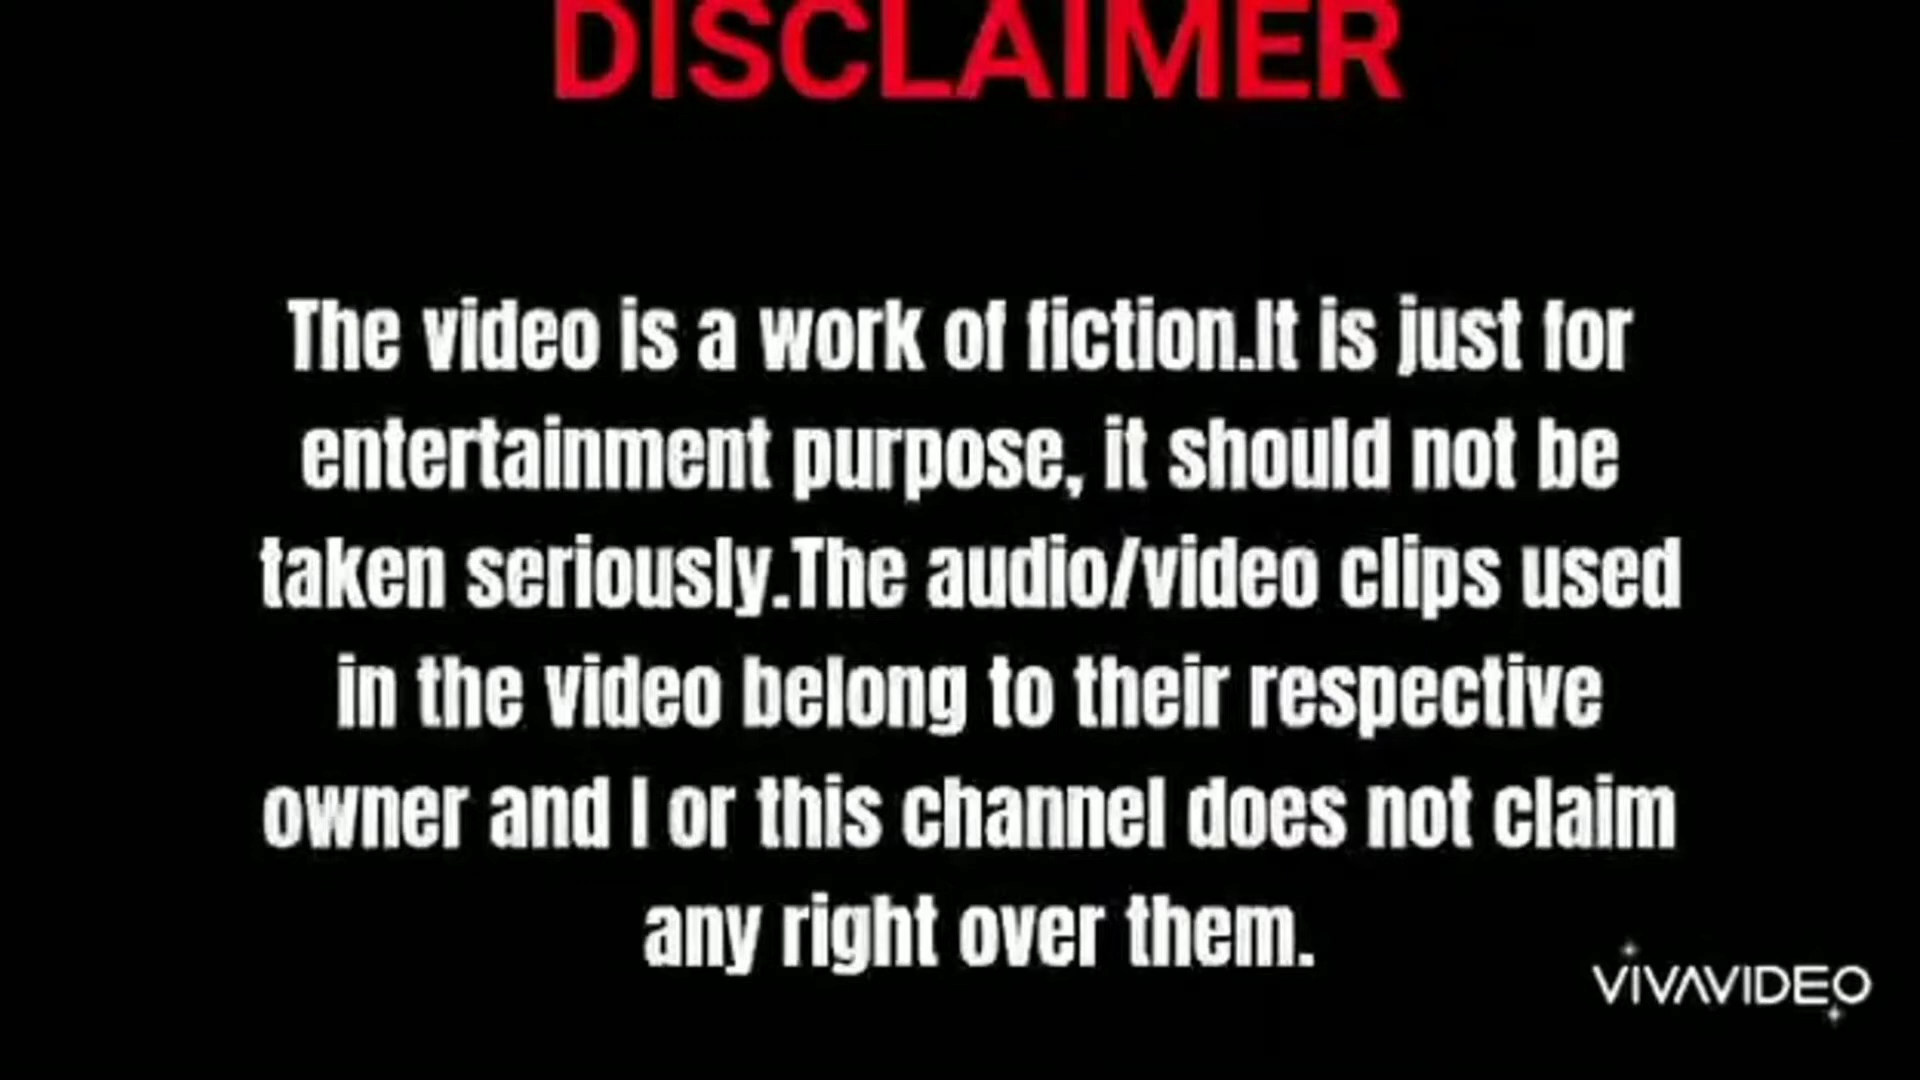 DISCLAIMER
The video is a work of fiction.It is just for
entertainment purpose, it should not be
taken seriously.The audio/video clips used
in the video belong to their respective
owner and I or this channel does not claim
any right over them.
VIVAVIDEO